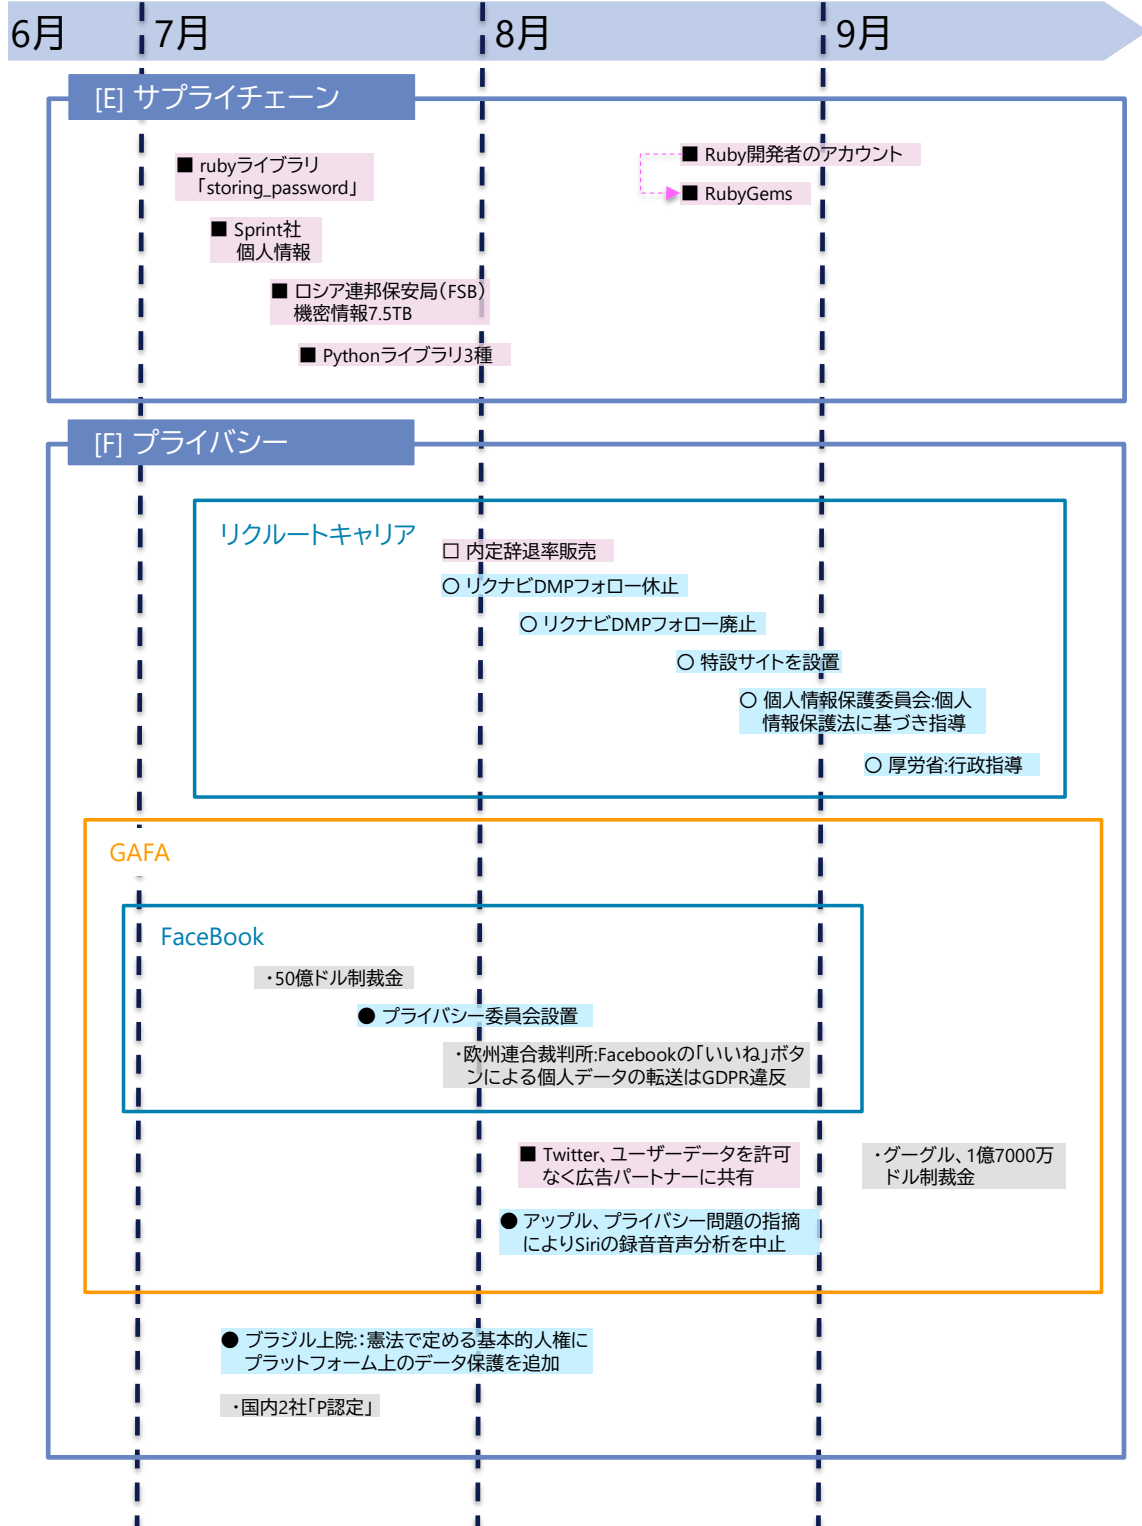 6月 7月 8月 9月
[E] サプライチェーン
■ rubyライブラリ
「storing_password」
■ Ruby開発者のアカウント
■ RubyGems
■ Sprint社
個人情報
■ ロシア連邦保安局(FSB)
機密情報7.5TB
■ Pythonライブラリ3種
[F] プライバシー
リクルートキャリア
□ 内定辞退率販売
○ リクナビDMPフォロー休止
○ リクナビDMPフォロー廃止
○ 特設サイトを設置
○ 個人情報保護委員会:個人
情報保護法に基づき指導
○ 厚労省:行政指導
GAFA
FaceBook
・50億ドル制裁金
● プライバシー委員会設置
・欧州連合裁判所:Facebookの「いいね」ボタ
ンによる個人データの転送はGDPR違反
■ Twitter、ユーザーデータを許可
なく広告パートナーに共有
・グーグル、1億7000万
ドル制裁金
● アップル、プライバシー問題の指摘
によりSiriの録音音声分析を中止
● ブラジル上院::憲法で定める基本的人権に
プラットフォーム上のデータ保護を追加
・国内2社「P認定」